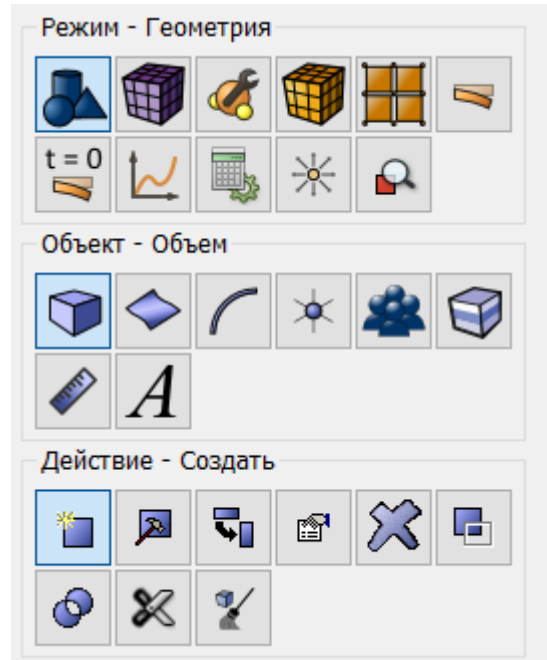 Режим - Геометрия
t = 0
Объект - Объем
A
Действие - Создать